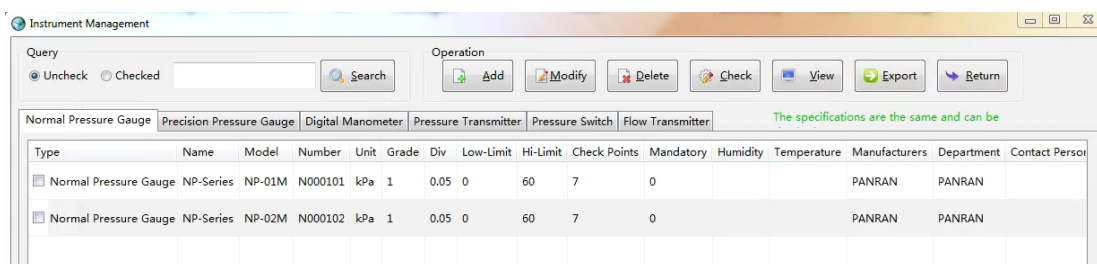 Instrument Management
Query
Operation
Uncheck Checked Search Add Modify Delete Check View Export Return
Normal Pressure Gauge Precision Pressure Gauge Digital Manometer Pressure Transmitter Pressure Switch Flow Transmitter The specifications are the same and can be
Type Name Model Number Unit Grade Div Low-Limit Hi-Limit Check Points Mandatory Humidity Temperature Manufacturers Department Contact Person
Normal Pressure Gauge NP-Series NP-01M N000101 kPa 1 0.05 0 60 7 0 PANRAN PANRAN
Normal Pressure Gauge NP-Series NP-02M N000102 kPa 1 0.05 0 60 7 0 PANRAN PANRAN